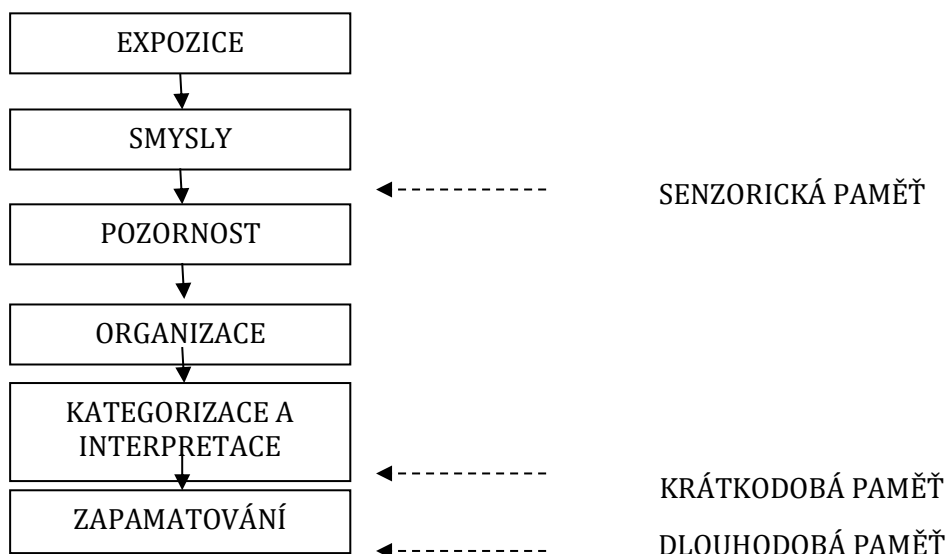 EXPOZICE
SMYSLY
SENZORICKÁ PAMĚŤ
POZORNOST
ORGANIZACE
KATEGORIZACE A
INTERPRETACE
KRÁTKODOBÁ PAMĚŤ
ZAPAMATOVÁNÍ
DLOUHODOBÁ PAMĚŤ